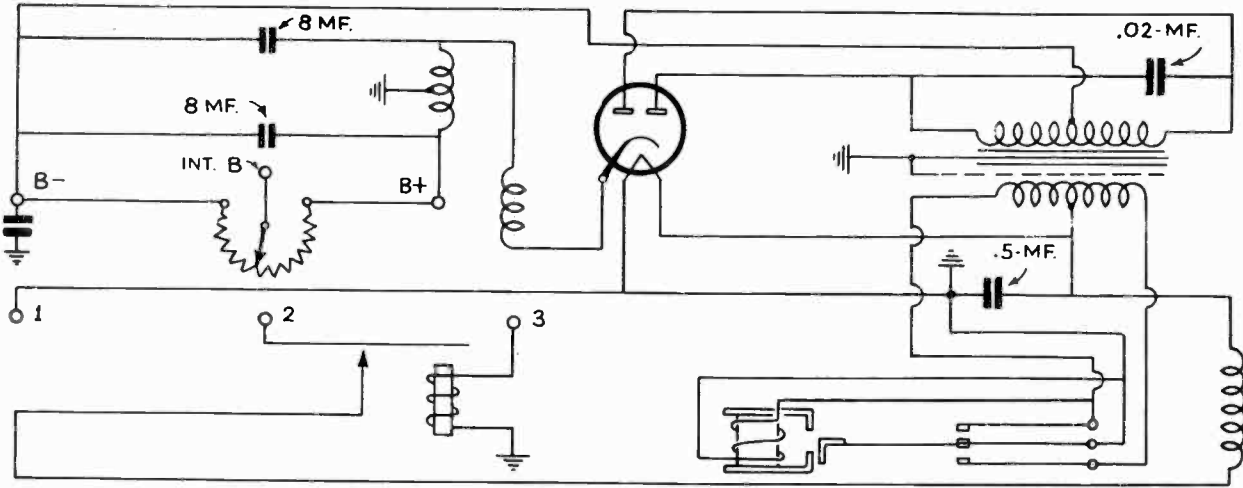 8 MF.
.02-MF.
8 MF.
INT. B
B-
B+
.5-MF.
1
2
3